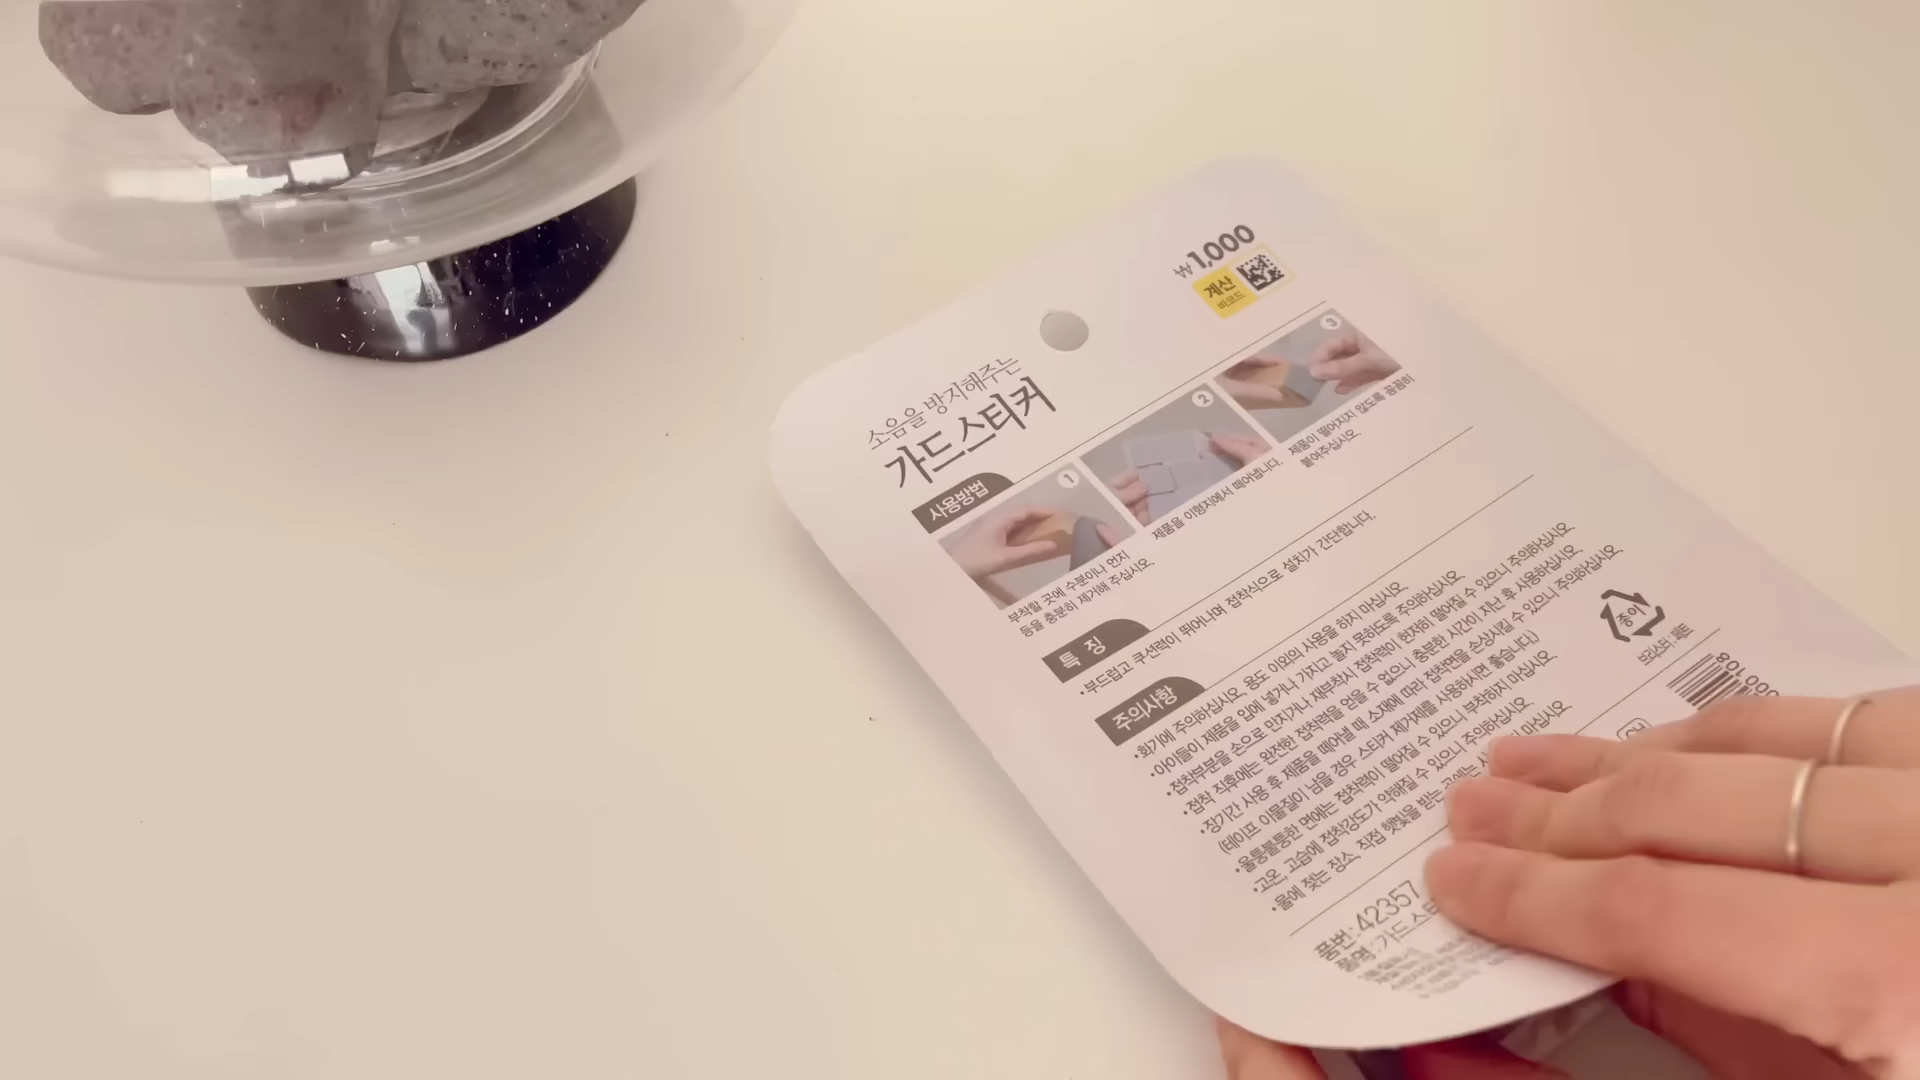 ₩1,000
계산
바코드
소음을 방지해주는
가드스티커
사용방법
1
2
3
부착할 곳에 수분이나 먼지
등을 충분히 제거해 주십시오.
제품을 이형지에서 떼어냅니다.
제품이 떨어지지 않도록 꼼꼼히
붙여주십시오.
특 징
•부드럽고 쿠션력이 뛰어나며 접착식으로 설치가 간단합니다.
주의사항
•화기에 주의하십시오, 용도 이외의 사용을 하지 마십시오.
•아이들이 제품을 입에 넣거나 가지고 놀지 못하도록 주의하십시오.
•접착부분을 손으로 만지거나 재부착시 접착력이 현저히 떨어질 수 있으니 주의하십시오.
•접착 직후에는 완전한 접착력을 얻을 수 없으니 충분한 시간이 지난 후 사용하십시오.
•장기간 사용 후 제품을 떼어낼 때 소재에 따라 접착면을 손상시킬 수 있으니 주의하십시오.
(테이프 이물질이 남을 경우 스티커 제거제를 사용하시면 좋습니다.)
•울퉁불퉁한 면에는 접착력이 떨어질 수 있으니 부착하지 마십시오.
•고온, 고습에 접착강도가 약해질 수 있으니 주의하십시오.
•물에 젖는 장소, 직접 햇빛을 받는 곳에는 마십시오.
종이
브리스터 : 페트
품번 : 42357
품명 : 가드스티